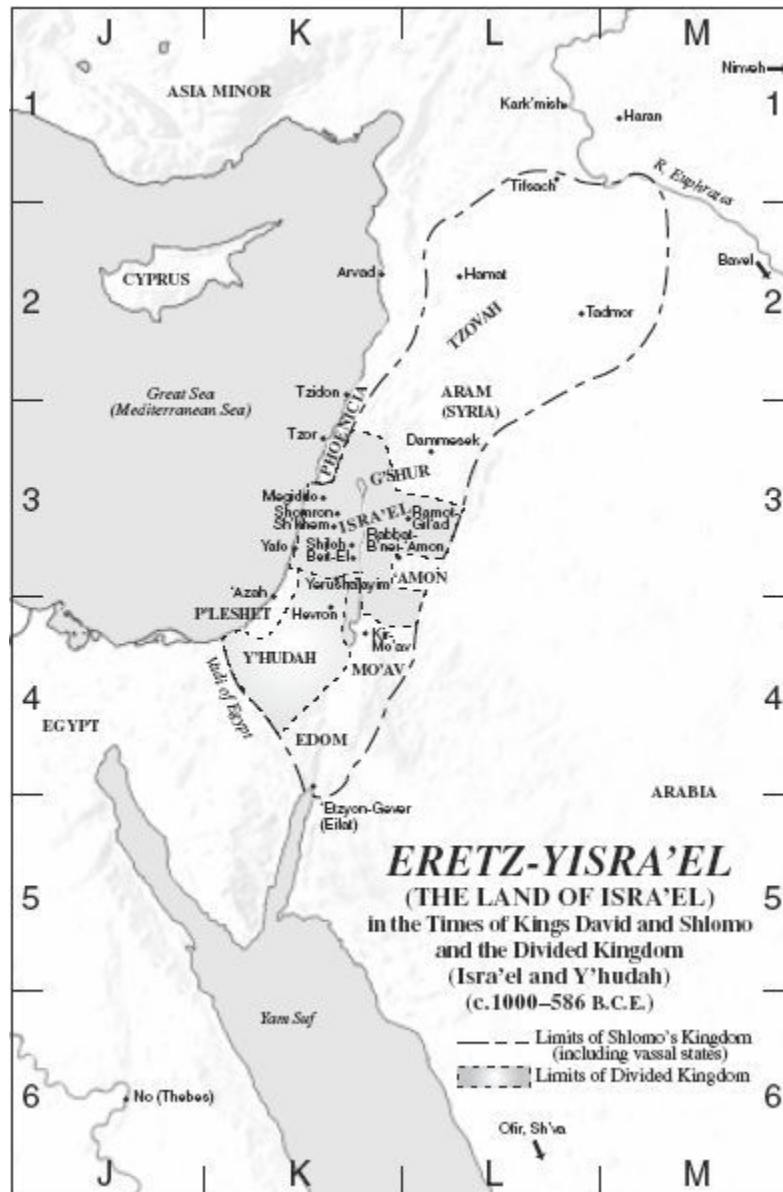 J K L M
ASIA MINOR
Ninveh
1
1
Kark'mish
Haran
Tifsach
R. Euphrates
CYPRUS
Arvad
Hamat
Bavel
2
2
TZOVAH
Tadmor
Great Sea
(Mediterranean Sea)
Tzidon
ARAM
(SYRIA)
PHOENICIA
Tzor
Dammesek
G'SHUR
3
3
Megiddo
Shomron
ISRA'EL
Ramot-
Gil'ad
Sh'khem
Rabbat-
B'nei-'Amon
Yafo
Shiloh
Beit-El
'AMON
Yerushalayim
'Azah
P'LESHET
Hevron
Kir-
Mo'av
Y'HUDAH
MO'AV
4
4
Vadi of Egypt
EGYPT
EDOM
ARABIA
'Etzyon-Gever
(Eilat)
ERETZ-YISRA'EL
(THE LAND OF ISRA'EL)
in the Times of Kings David and Shlomo
and the Divided Kingdom
(Isra'el and Y'hudah)
(c.1000–586 B.C.E.)
5
5
Yam Suf
Limits of Shlomo's Kingdom
(including vassal states)
Limits of Divided Kingdom
6
6
No (Thebes)
Ofir, Sh'va
J K L M